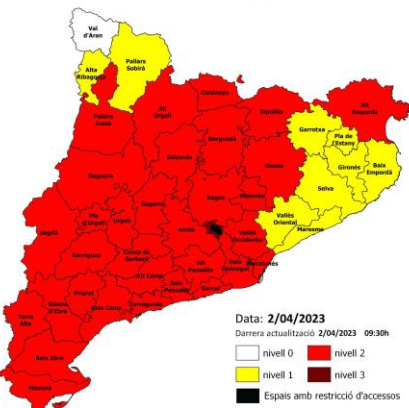 Val
d'Aran
Pallars
Sobirà
Alta
Ribagorça
Cerdanya
Alt
Empordà
Alt
Urgell
Ripollès
Garrotxa
Pla de
l'Estany
Pallars
Jussà
Berguedà
Solsonès
Osona
Gironès
Baix
Empordà
Noguera
Selva
Bages
Moianès
Segarra
Vallès
Oriental
Maresme
Pla
d'Urgell
Urgell
Anoia
Vallès
Occidental
Segrià
Conca de
Barberà
Alt
Penedès
Baix
Llobregat
Barcelonès
Garrigues
Alt Camp
Baix
Penedès
Garraf
Priorat
Ribera
d'Ebre
Baix Camp
Tarragonès
Terra
Alta
Baix Ebre
Montsià
Data: 2/04/2023
Darrera actualització 2/04/2023 09:30h
nivell 0
nivell 2
nivell 1
nivell 3
Espais amb restricció d'accessos